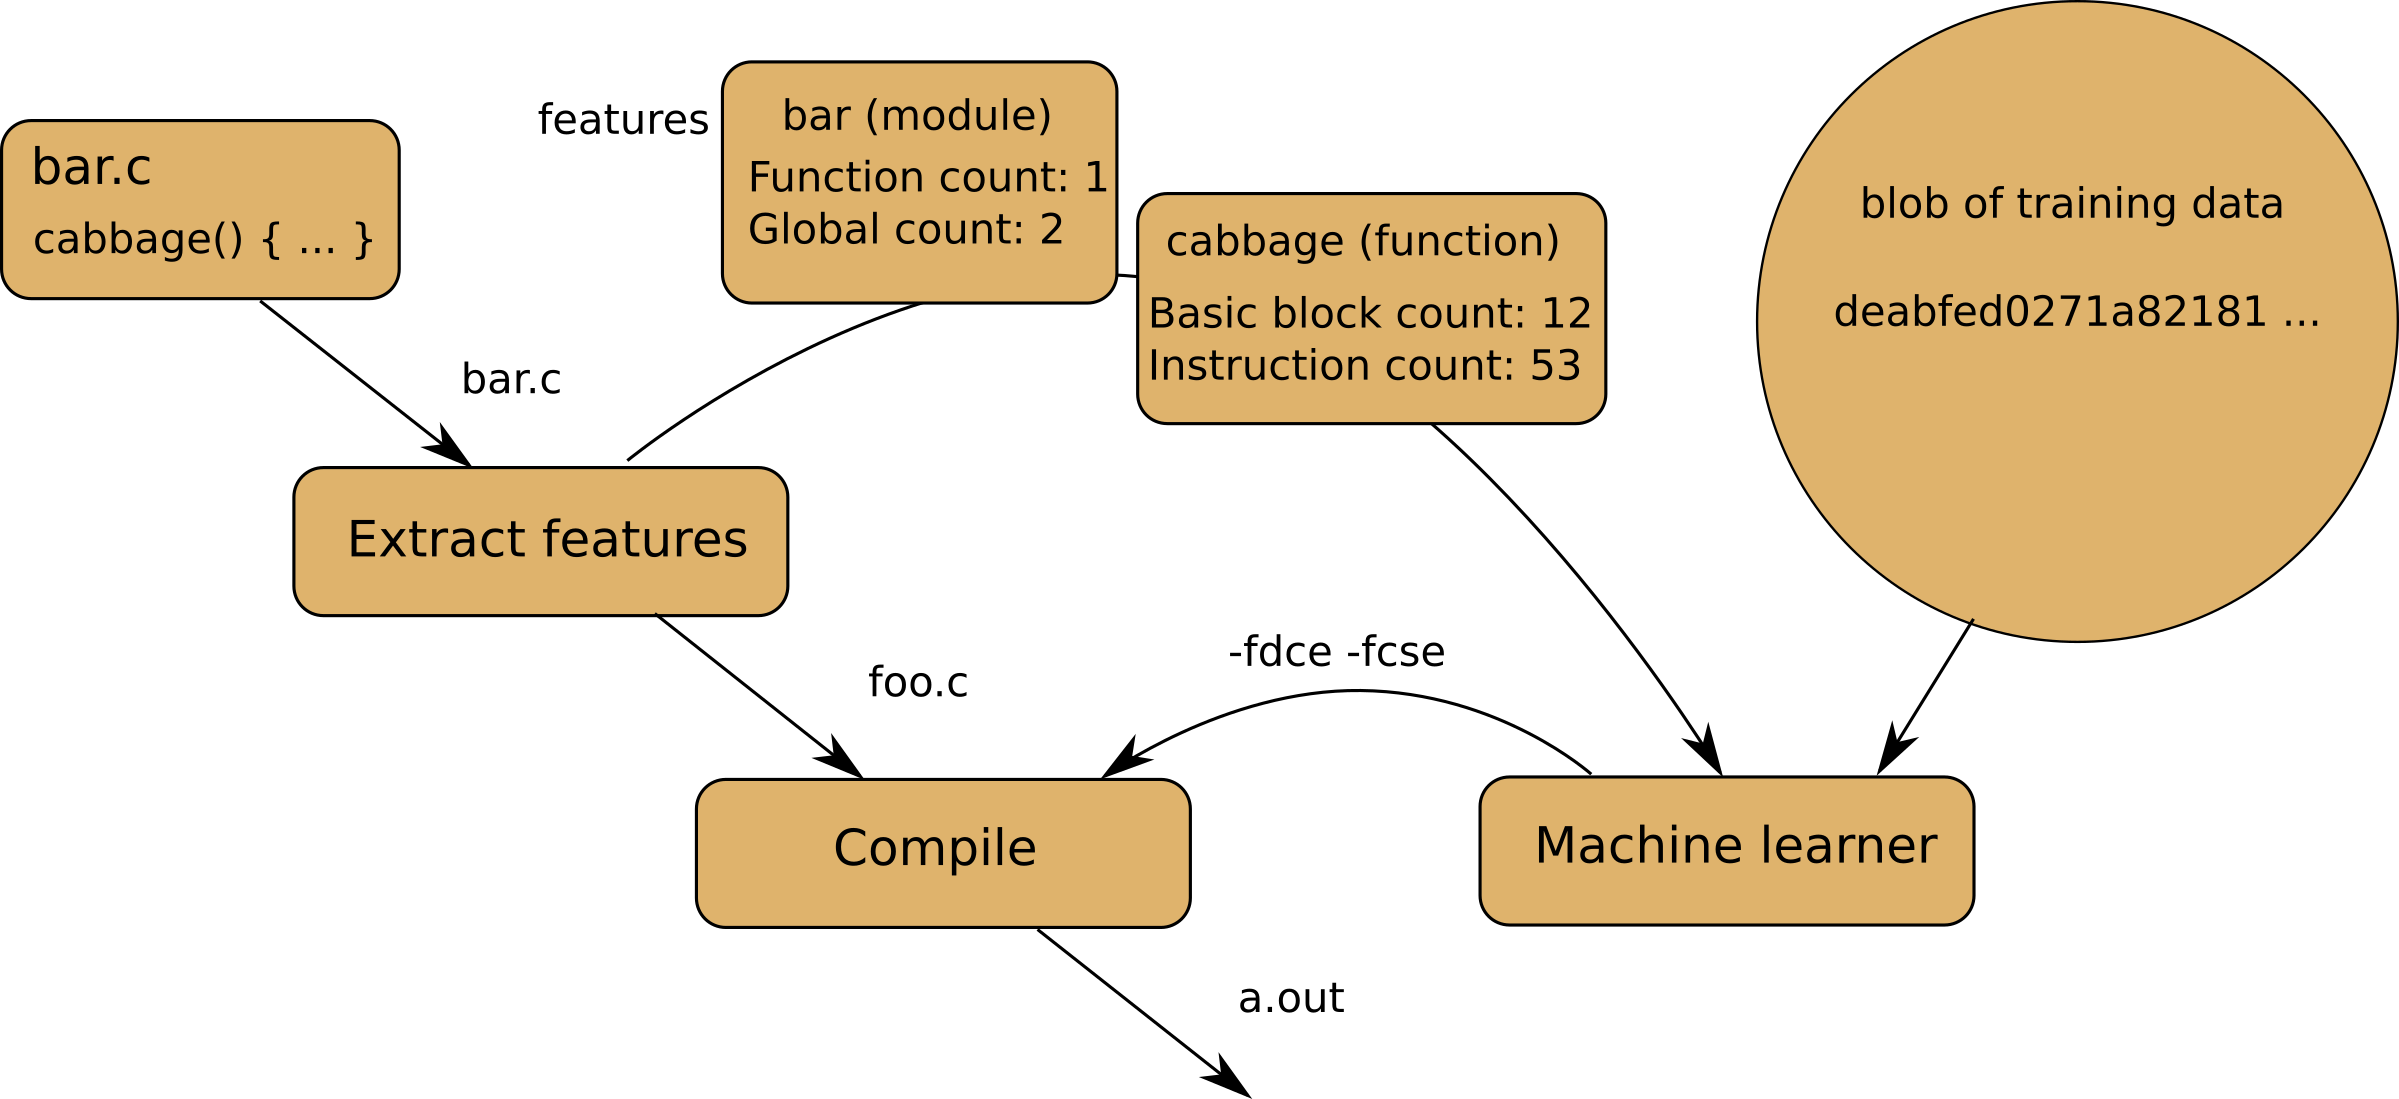 features
bar (module)
Function count: 1
Global count: 2
bar.c
cabbage() { ... }
cabbage (function)
Basic block count: 12
Instruction count: 53
blob of training data
deabfed0271a82181 ...
bar.c
Extract features
foo.c
-fdce -fcse
Compile
Machine learner
a.out